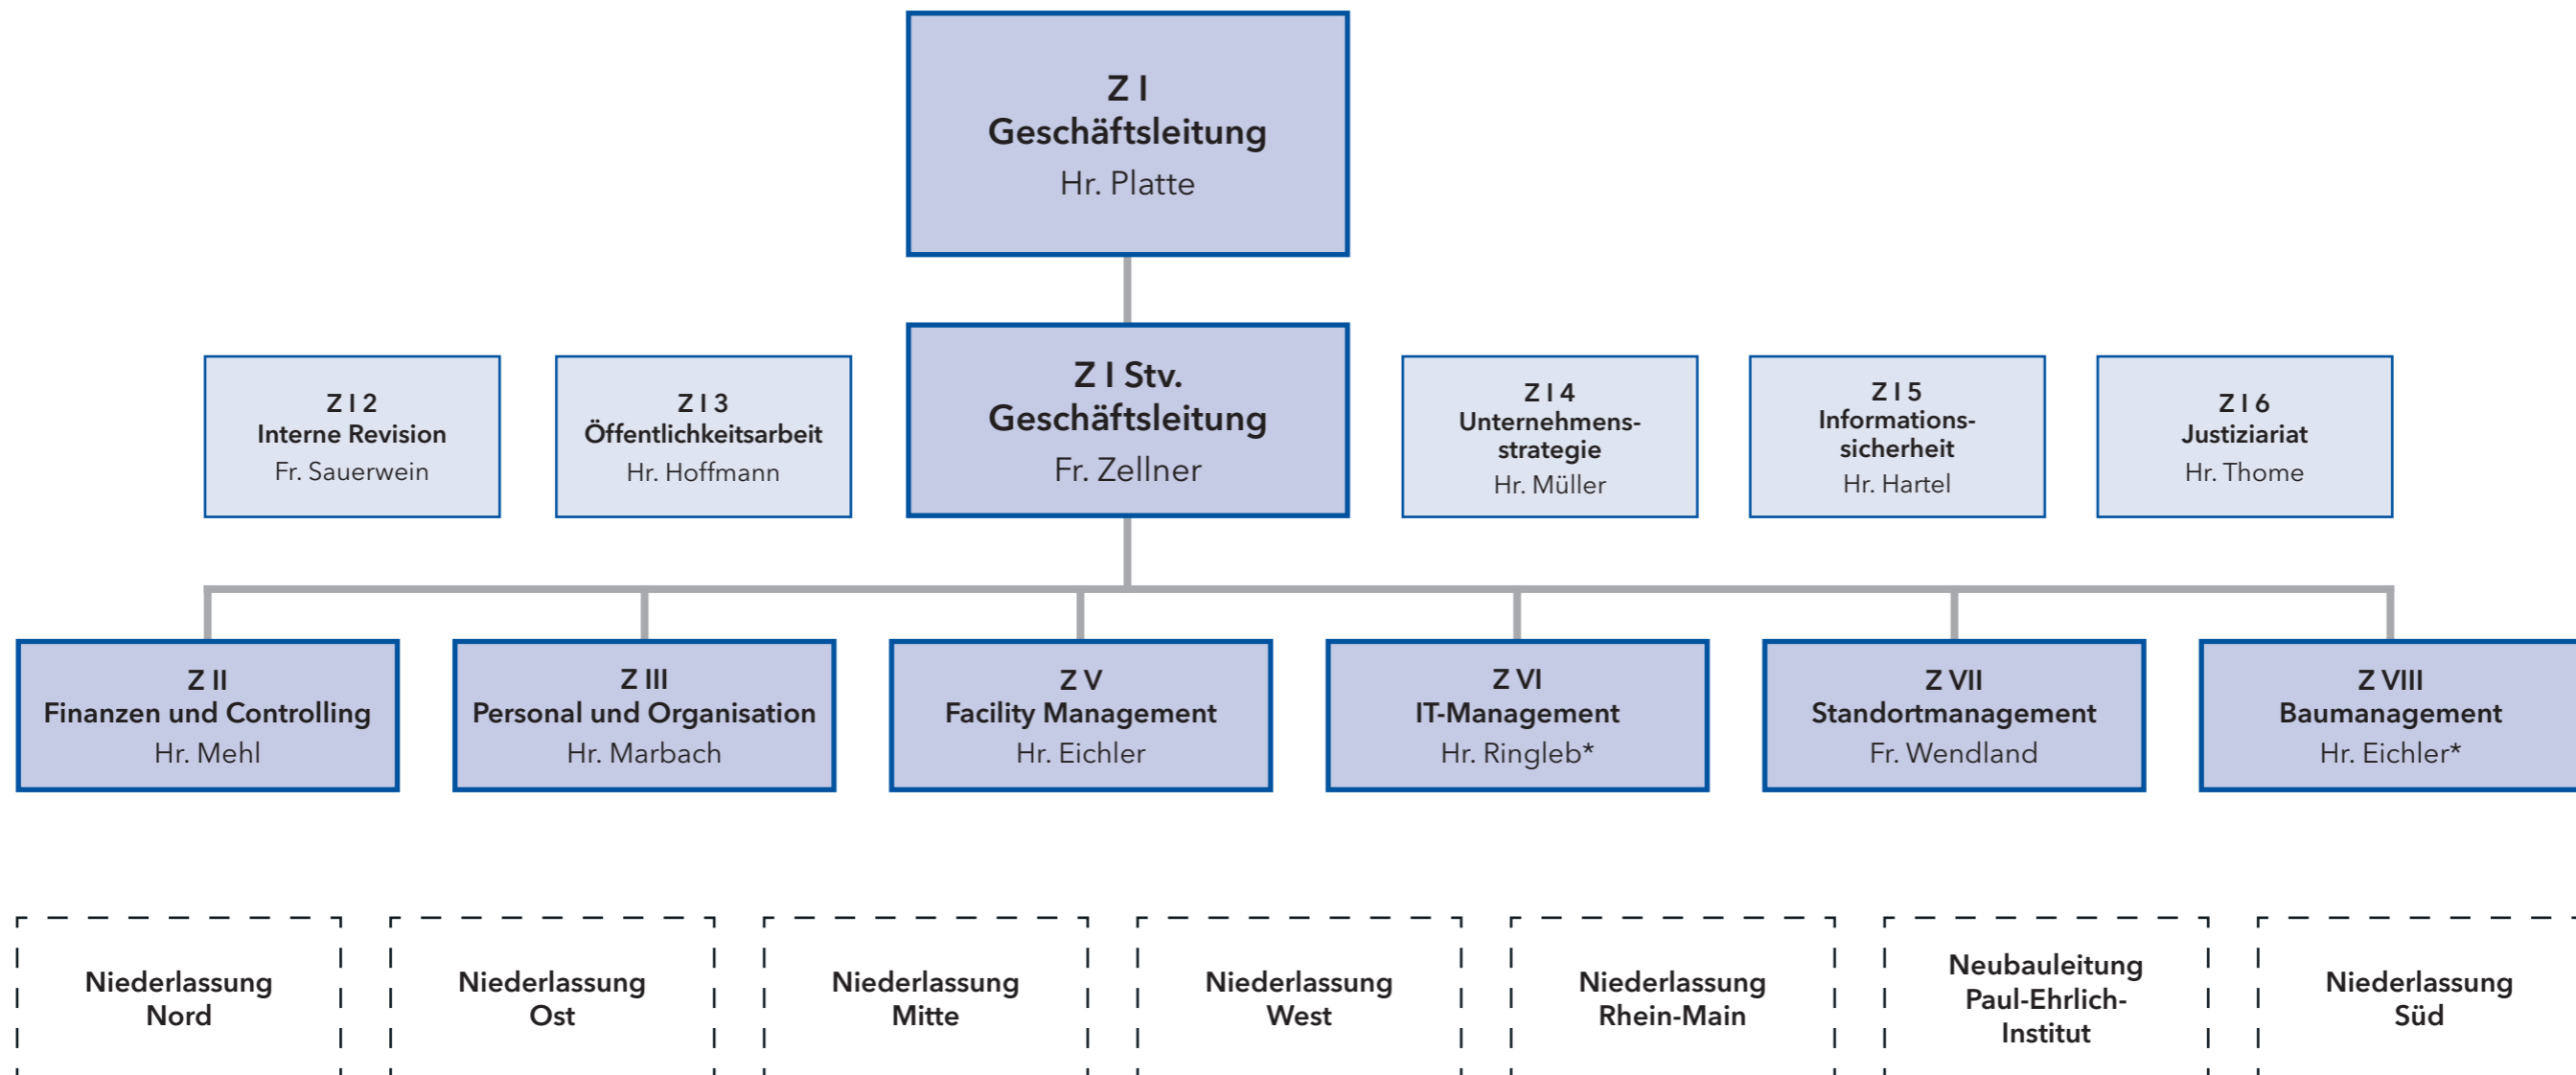 Z I
Geschäftsleitung
Hr. Platte
Z I 2
Interne Revision
Fr. Sauerwein
Z I 3
Öffentlichkeitsarbeit
Hr. Hoffmann
Z I Stv.
Geschäftsleitung
Fr. Zellner
Z I 4
Unternehmens-
strategie
Hr. Müller
Z I 5
Informations-
sicherheit
Hr. Hartel
Z I 6
Justiziariat
Hr. Thome
Z II
Finanzen und Controlling
Hr. Mehl
Z III
Personal und Organisation
Hr. Marbach
Z V
Facility Management
Hr. Eichler
Z VI
IT-Management
Hr. Ringleb*
Z VII
Standortmanagement
Fr. Wendland
Z VIII
Baumanagement
Hr. Eichler*
Niederlassung
Nord
Niederlassung
Ost
Niederlassung
Mitte
Niederlassung
West
Niederlassung
Rhein-Main
Neubauleitung
Paul-Ehrlich-
Institut
Niederlassung
Süd